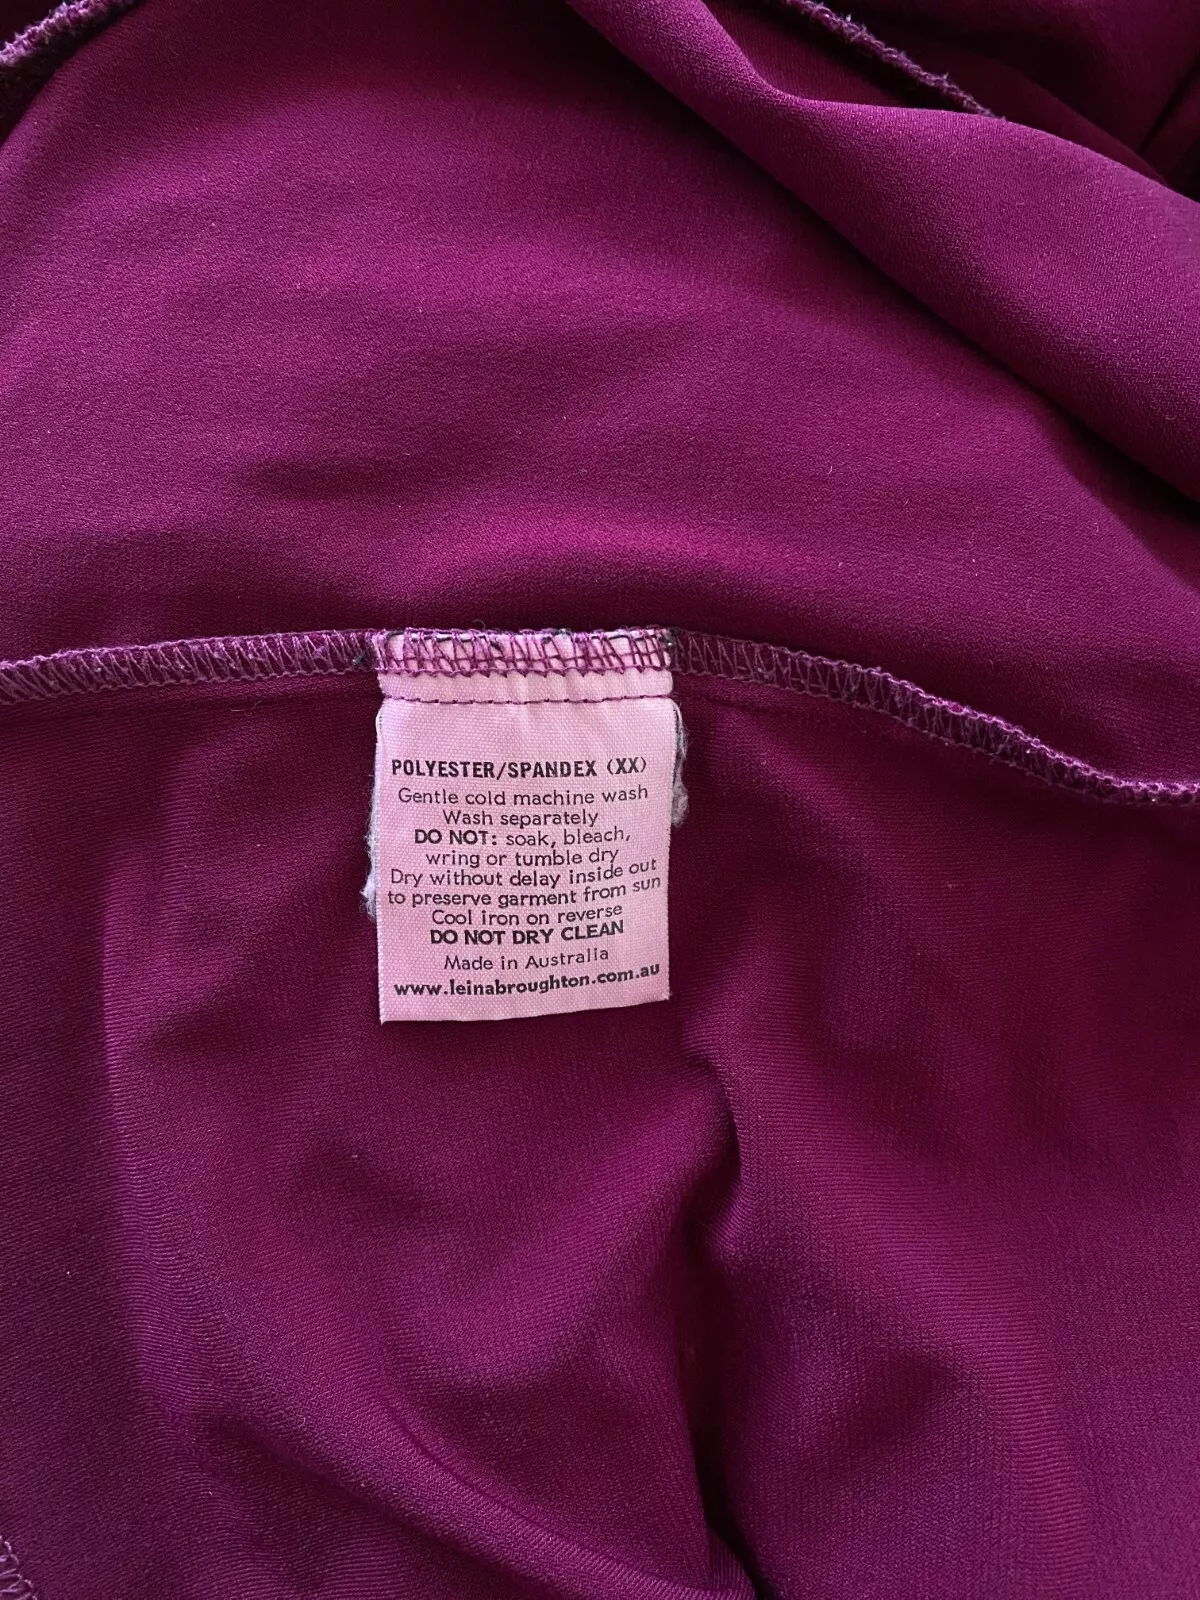 POLYESTER/SPANDEX (XX)
Gentle cold machine wash
Wash separately
DO NOT: soak, bleach,
wring or tumble dry
Dry without delay inside out
to preserve garment from sun
Cool iron on reverse
DO NOT DRY CLEAN
Made in Australia
www.leinabroughton.com.au